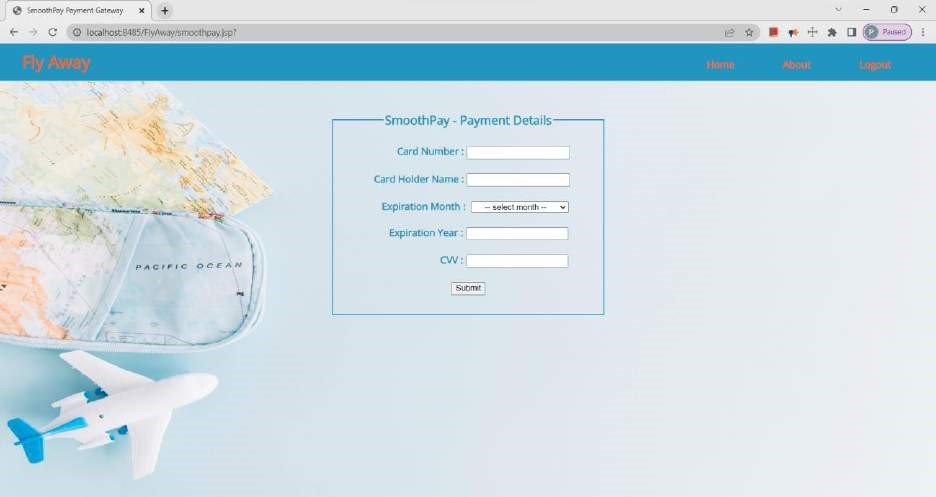 SmoothPay Payment Gateway
localhost:8485/FlyAway/smoothpay.jsp?
P Paused
Fly Away
Home About Logout
SmoothPay - Payment Details
Card Number :
Card Holder Name :
Expiration Month : -- select month --
Expiration Year :
CVV :
Submit
PACIFIC OCEAN